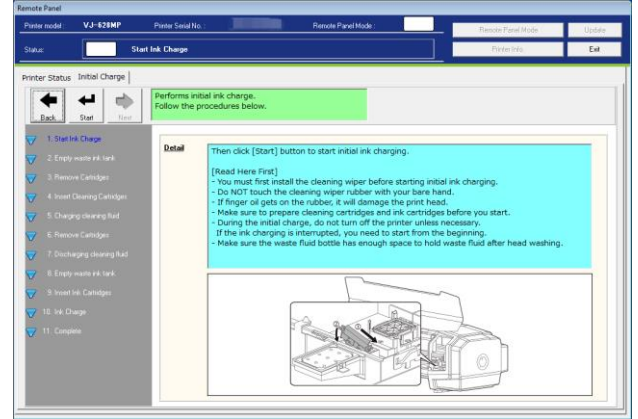 Remote Panel
Printer model : VJ-628MP Printer Serial No. : Remote Panel Mode : Remote Panel Mode Update
Status: Start Ink Charge Printer Info. Exit
Printer Status Initial Charge
Back Start Next
Performs initial ink charge.
Follow the procedures below.
1. Start Ink Charge
2. Empty waste ink tank
3. Remove Cartridges
4. Insert Cleaning Cartridges
5. Charging cleaning fluid
6. Remove Cartridges
7. Discharging cleaning fluid
8. Empty waste ink tank
9. Insert Ink Cartridges
10. Ink Charge
11. Complete
Detail
Then click [Start] button to start initial ink charging.
[Read Here First]
- You must first install the cleaning wiper before starting initial ink charging.
- Do NOT touch the cleaning wiper rubber with your bare hand.
- If finger oil gets on the rubber, it will damage the print head.
- Make sure to prepare cleaning cartridges and ink cartridges before you start.
- During the initial charge, do not turn off the printer unless necessary.
If the ink charging is interrupted, you need to start from the beginning.
- Make sure the waste fluid bottle has enough space to hold waste fluid after head washing.